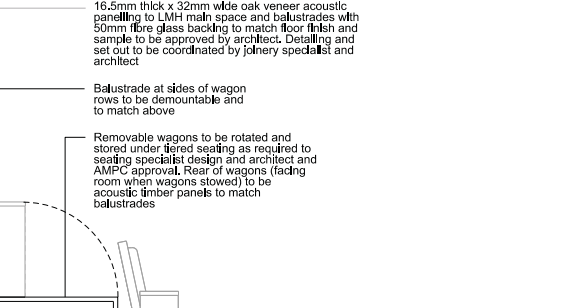 16.5mm thick x 32mm wide oak veneer acoustic
panelling to LMH main space and balustrades with
50mm fibre glass backing to match floor finish and
sample to be approved by architect. Detailing and
set out to be coordinated by joinery specialist and
architect
Balustrade at sides of wagon
rows to be demountable and
to match above
Removable wagons to be rotated and
stored under tiered seating as required to
seating specialist design and architect and
AMPC approval. Rear of wagons (facing
room when wagons stowed) to be
acoustic timber panels to match
balustrades